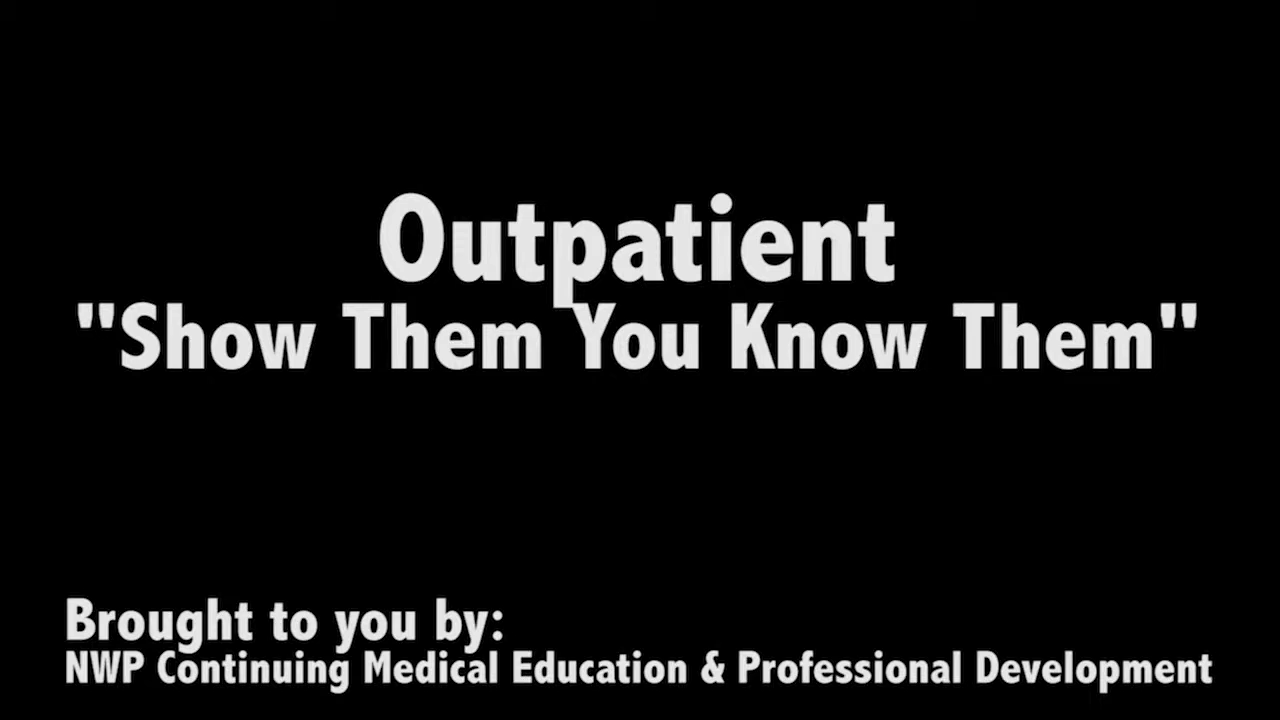 Outpatient
"Show Them You Know Them"
Brought to you by:
NWP Continuing Medical Education & Professional Development